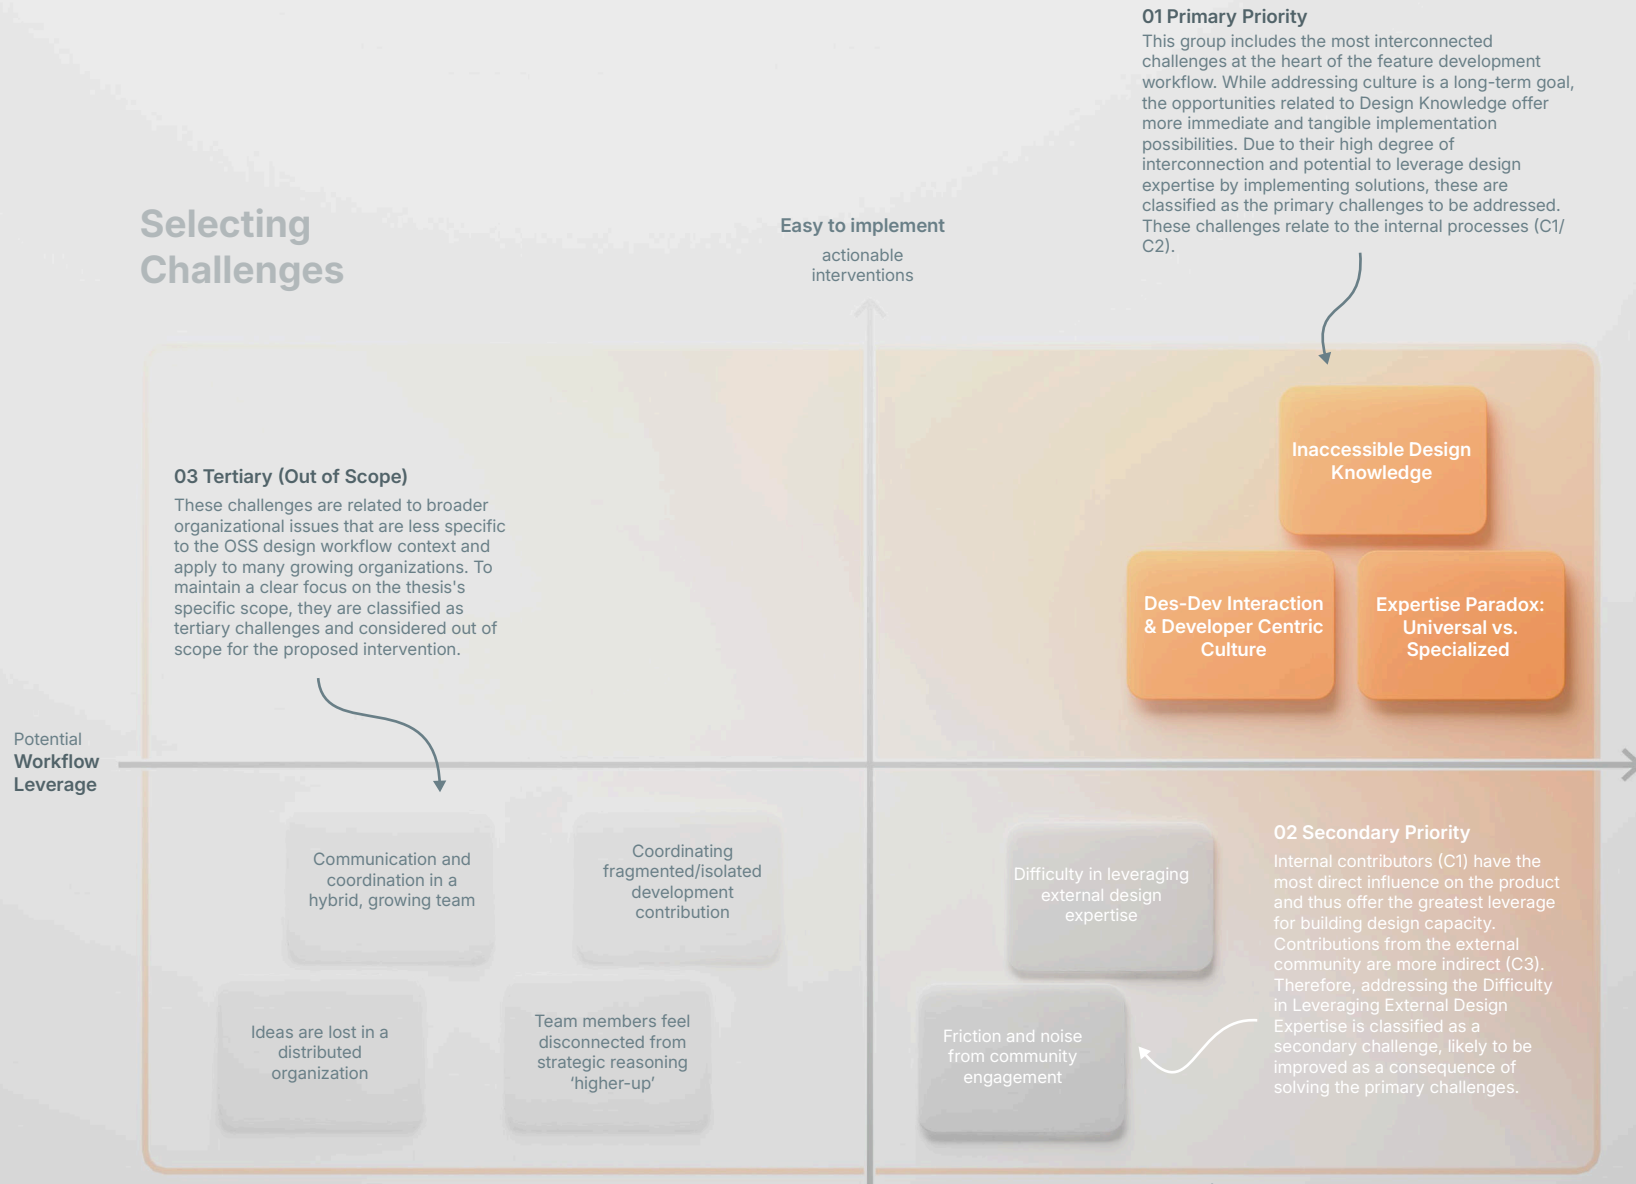 01 Primary Priority
This group includes the most interconnected
challenges at the heart of the feature development
workflow. While addressing culture is a long-term goal,
the opportunities related to Design Knowledge offer
more immediate and tangible implementation
possibilities. Due to their high degree of
interconnection and potential to leverage design
expertise by implementing solutions, these are
classified as the primary challenges to be addressed.
These challenges relate to the internal processes (C1/
C2).
Selecting
Challenges
Easy to implement
actionable
interventions
Inaccessible Design
Knowledge
Des-Dev Interaction
& Developer Centric
Culture
Expertise Paradox:
Universal vs.
Specialized
03 Tertiary (Out of Scope)
These challenges are related to broader
organizational issues that are less specific
to the OSS design workflow context and
apply to many growing organizations. To
maintain a clear focus on the thesis's
specific scope, they are classified as
tertiary challenges and considered out of
scope for the proposed intervention.
Potential
Workflow
Leverage
Communication and
coordination in a
hybrid, growing team
Coordinating
fragmented/isolated
development
contribution
Ideas are lost in a
distributed
organization
Team members feel
disconnected from
strategic reasoning
‘higher-up’
Difficulty in leveraging
external design
expertise
Friction and noise
from community
engagement
02 Secondary Priority
Internal contributors (C1) have the
most direct influence on the product
and thus offer the greatest leverage
for building design capacity.
Contributions from the external
community are more indirect (C3).
Therefore, addressing the Difficulty
in Leveraging External Design
Expertise is classified as a
secondary challenge, likely to be
improved as a consequence of
solving the primary challenges.